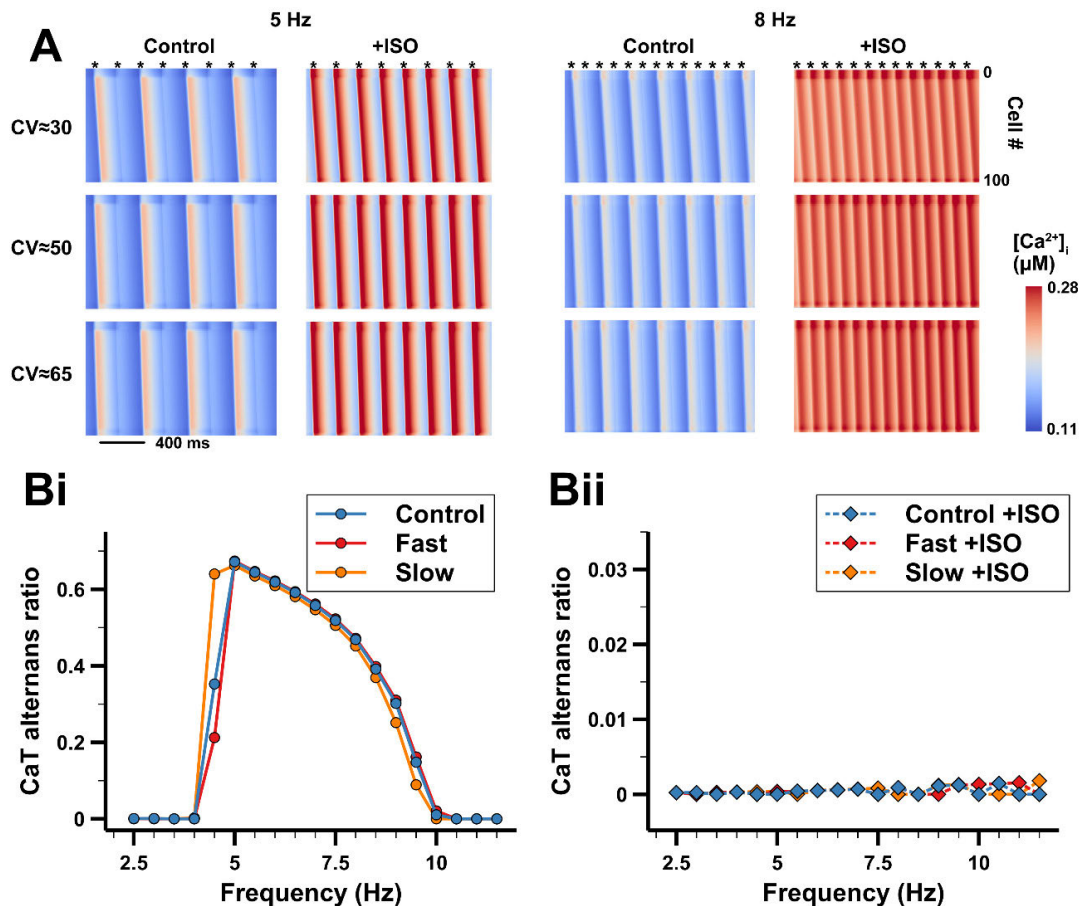 5 Hz
8 Hz
A
Control
+ISO
Control
+ISO
* * * * * * * *
* * * * * * * *
* * * * * * * * * * * * *
* * * * * * * * * * * * *
CV≈30
0
Cell #
100
CV≈50
[Ca²⁺]ᵢ
(μM)
0.28
CV≈65
0.11
400 ms
Bi
Control
Fast
Slow
CaT alternans ratio
0.6
0.4
0.2
0
2.5
5
7.5
10
Frequency (Hz)
Bii
Control +ISO
Fast +ISO
Slow +ISO
CaT alternans ratio
0.03
0.02
0.01
0
2.5
5
7.5
10
Frequency (Hz)